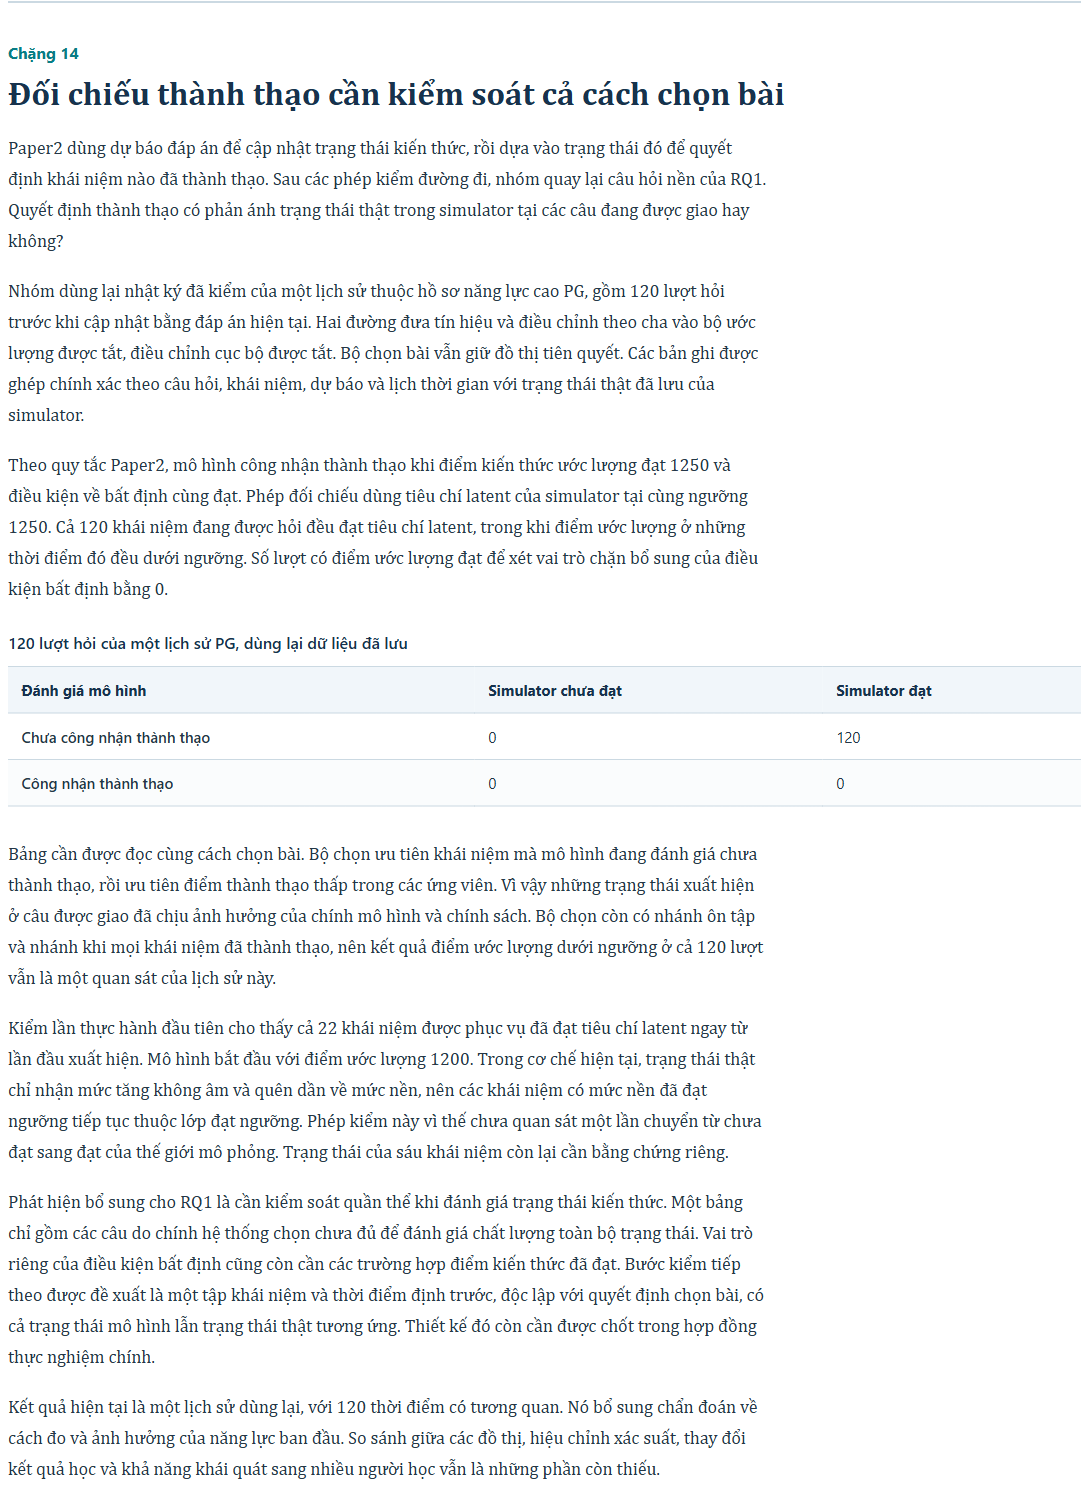 Chặng 14
Đối chiếu thành thạo cần kiểm soát cả cách chọn bài
Paper2 dùng dự báo đáp án để cập nhật trạng thái kiến thức, rồi dựa vào trạng thái đó để quyết
định khái niệm nào đã thành thạo. Sau các phép kiểm đường đi, nhóm quay lại câu hỏi nền của RQ1.
Quyết định thành thạo có phản ánh trạng thái thật trong simulator tại các câu đang được giao hay
không?
Nhóm dùng lại nhật ký đã kiểm của một lịch sử thuộc hồ sơ năng lực cao PG, gồm 120 lượt hỏi
trước khi cập nhật bằng đáp án hiện tại. Hai đường đưa tín hiệu và điều chỉnh theo cha vào bộ ước
lượng được tắt, điều chỉnh cục bộ được tắt. Bộ chọn bài vẫn giữ đồ thị tiên quyết. Các bản ghi được
ghép chính xác theo câu hỏi, khái niệm, dự báo và lịch thời gian với trạng thái thật đã lưu của
simulator.
Theo quy tắc Paper2, mô hình công nhận thành thạo khi điểm kiến thức ước lượng đạt 1250 và
điều kiện về bất định cùng đạt. Phép đối chiếu dùng tiêu chí latent của simulator tại cùng ngưỡng
1250. Cả 120 khái niệm đang được hỏi đều đạt tiêu chí latent, trong khi điểm ước lượng ở những
thời điểm đó đều dưới ngưỡng. Số lượt có điểm ước lượng đạt để xét vai trò chặn bổ sung của điều
kiện bất định bằng 0.
120 lượt hỏi của một lịch sử PG, dùng lại dữ liệu đã lưu
Đánh giá mô hình Simulator chưa đạt Simulator đạt
Chưa công nhận thành thạo 0 120
Công nhận thành thạo 0 0
Bảng cần được đọc cùng cách chọn bài. Bộ chọn ưu tiên khái niệm mà mô hình đang đánh giá chưa
thành thạo, rồi ưu tiên điểm thành thạo thấp trong các ứng viên. Vì vậy những trạng thái xuất hiện
ở câu được giao đã chịu ảnh hưởng của chính mô hình và chính sách. Bộ chọn còn có nhánh ôn tập
và nhánh khi mọi khái niệm đã thành thạo, nên kết quả điểm ước lượng dưới ngưỡng ở cả 120 lượt
vẫn là một quan sát của lịch sử này.
Kiểm lần thực hành đầu tiên cho thấy cả 22 khái niệm được phục vụ đã đạt tiêu chí latent ngay từ
lần đầu xuất hiện. Mô hình bắt đầu với điểm ước lượng 1200. Trong cơ chế hiện tại, trạng thái thật
chỉ nhận mức tăng không âm và quên dần về mức nền, nên các khái niệm có mức nền đã đạt
ngưỡng tiếp tục thuộc lớp đạt ngưỡng. Phép kiểm này vì thế chưa quan sát một lần chuyển từ chưa
đạt sang đạt của thế giới mô phỏng. Trạng thái của sáu khái niệm còn lại cần bằng chứng riêng.
Phát hiện bổ sung cho RQ1 là cần kiểm soát quần thể khi đánh giá trạng thái kiến thức. Một bảng
chỉ gồm các câu do chính hệ thống chọn chưa đủ để đánh giá chất lượng toàn bộ trạng thái. Vai trò
riêng của điều kiện bất định cũng còn cần các trường hợp điểm kiến thức đã đạt. Bước kiểm tiếp
theo được đề xuất là một tập khái niệm và thời điểm định trước, độc lập với quyết định chọn bài, có
cả trạng thái mô hình lẫn trạng thái thật tương ứng. Thiết kế đó còn cần được chốt trong hợp đồng
thực nghiệm chính.
Kết quả hiện tại là một lịch sử dùng lại, với 120 thời điểm có tương quan. Nó bổ sung chẩn đoán về
cách đo và ảnh hưởng của năng lực ban đầu. So sánh giữa các đồ thị, hiệu chỉnh xác suất, thay đổi
kết quả học và khả năng khái quát sang nhiều người học vẫn là những phần còn thiếu.